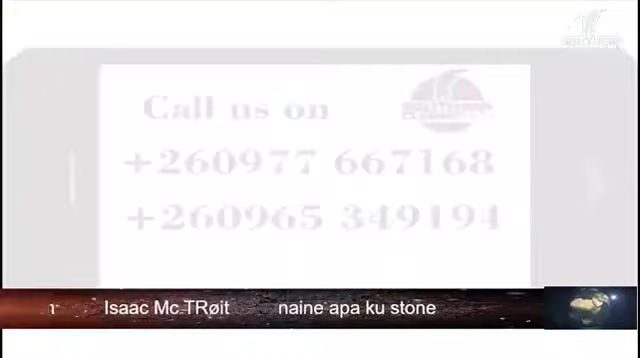 Call us on
+260977 667168
+260965 349194
Isaac Mc TRøit naine apa ku stone